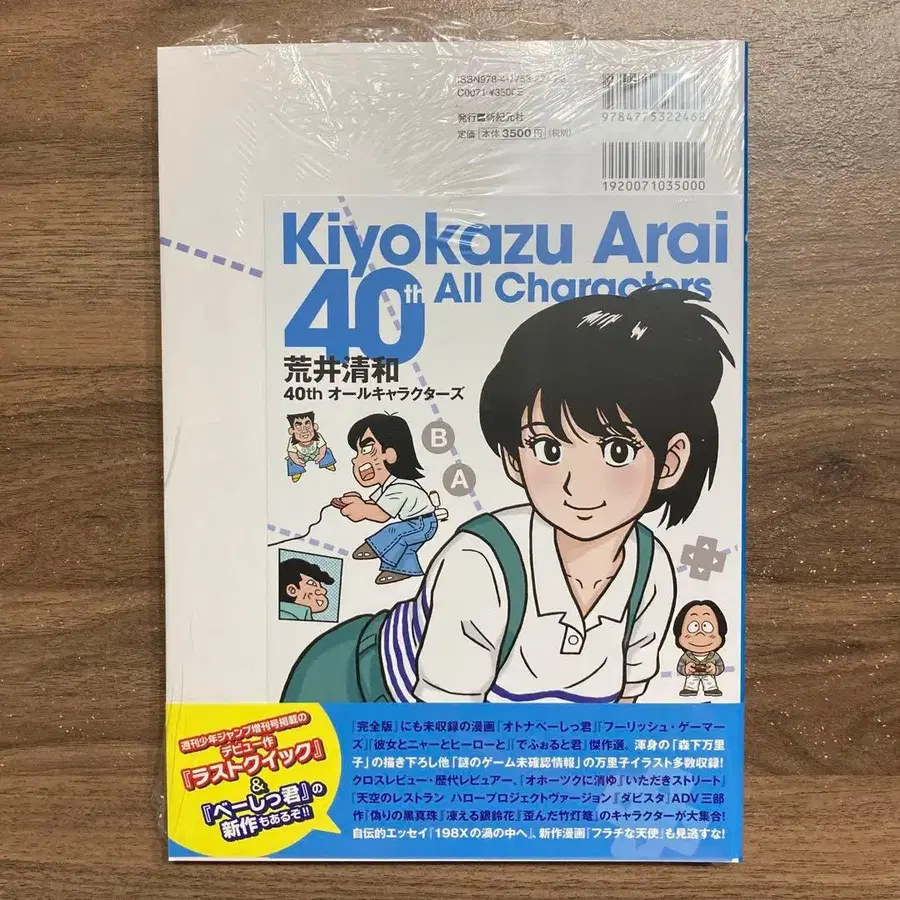 C0071 ¥3500E
発行 新紀元社
定価 本体3500円(税別)
1920071035000
Kiyokazu Arai
40th All Characters
荒井清和
40th オールキャラクターズ
B
A
週刊少年ジャンプ増刊号掲載の
デビュー作
『ラストクイック』
&
『べーしっ君』の
新作もあるぞ!!
『完全版』にも未収録の漫画『オトナべーしっ君』『フーリッシュ・ゲーマー
ズ』『彼女とニャーとヒーローと』『でふぉると君』傑作選。渾身の『森下万里
子』の描き下ろし他『謎のゲーム未確認情報』の万里子イラスト多数収録!
クロスレビュー・歴代レビュアー、『オホーツクに消ゆ』『いただきストリート』
『天空のレストラン ハロープロジェクトヴァージョン』『ダビスタ』ADV三部
作『偽りの黒真珠』『凍える銀鈴花』『歪んだ竹灯篭』のキャラクターが大集合!
自伝的エッセイ『198Xの渦の中へ』、新作漫画『フラチな天使』も見逃すな!